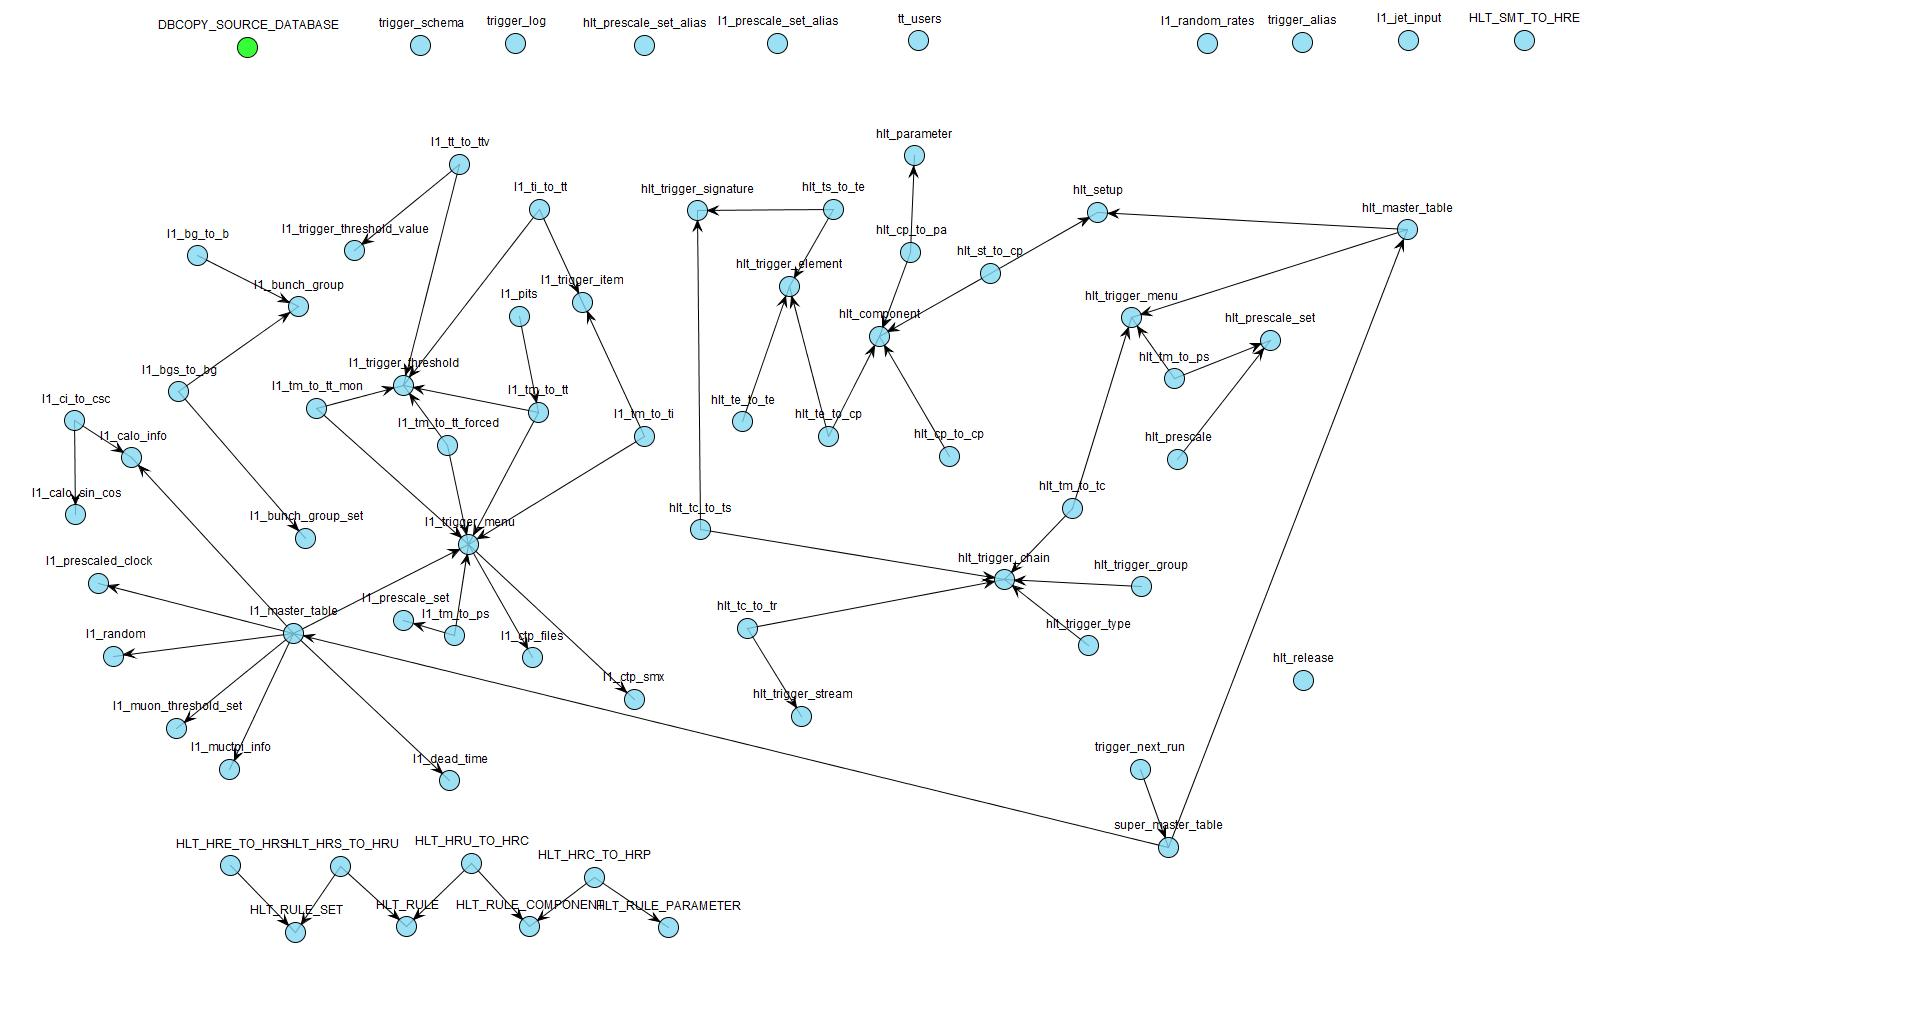 DBCOPY_SOURCE_DATABASE
trigger_schema
trigger_log
hlt_prescale_set_alias
l1_prescale_set_alias
tt_users
l1_random_rates
trigger_alias
l1_jet_input
HLT_SMT_TO_HRE
hlt_parameter
l1_tt_to_ttv
l1_ti_to_tt
hlt_trigger_signature
hlt_ts_to_te
hlt_setup
hlt_master_table
l1_bg_to_b
l1_trigger_threshold_value
hlt_cp_to_pa
hlt_st_to_cp
hlt_trigger_element
l1_bunch_group
l1_trigger_item
l1_pits
hlt_trigger_menu
hlt_component
hlt_prescale_set
hlt_tm_to_ps
l1_trigger_threshold
l1_bgs_to_bg
l1_tm_to_tt_mon
l1_tm_to_tt
l1_ci_to_csc
hlt_te_to_te
hlt_te_to_cp
l1_tm_to_ti
l1_tm_to_tt_forced
l1_calo_info
hlt_cp_to_cp
hlt_prescale
l1_calo_sin_cos
hlt_tm_to_tc
hlt_tc_to_ts
l1_bunch_group_set
l1_trigger_menu
l1_prescaled_clock
hlt_trigger_chain
hlt_trigger_group
l1_prescale_set
l1_master_table
l1_tm_to_ps
hlt_tc_to_tr
hlt_trigger_type
l1_random
l1_ctp_files
hlt_release
l1_ctp_smx
hlt_trigger_stream
l1_muon_threshold_set
l1_muctpi_info
trigger_next_run
l1_dead_time
super_master_table
HLT_HRE_TO_HRS
HLT_HRS_TO_HRU
HLT_HRU_TO_HRC
HLT_HRC_TO_HRP
HLT_RULE_SET
HLT_RULE
HLT_RULE_COMPONENT
HLT_RULE_PARAMETER